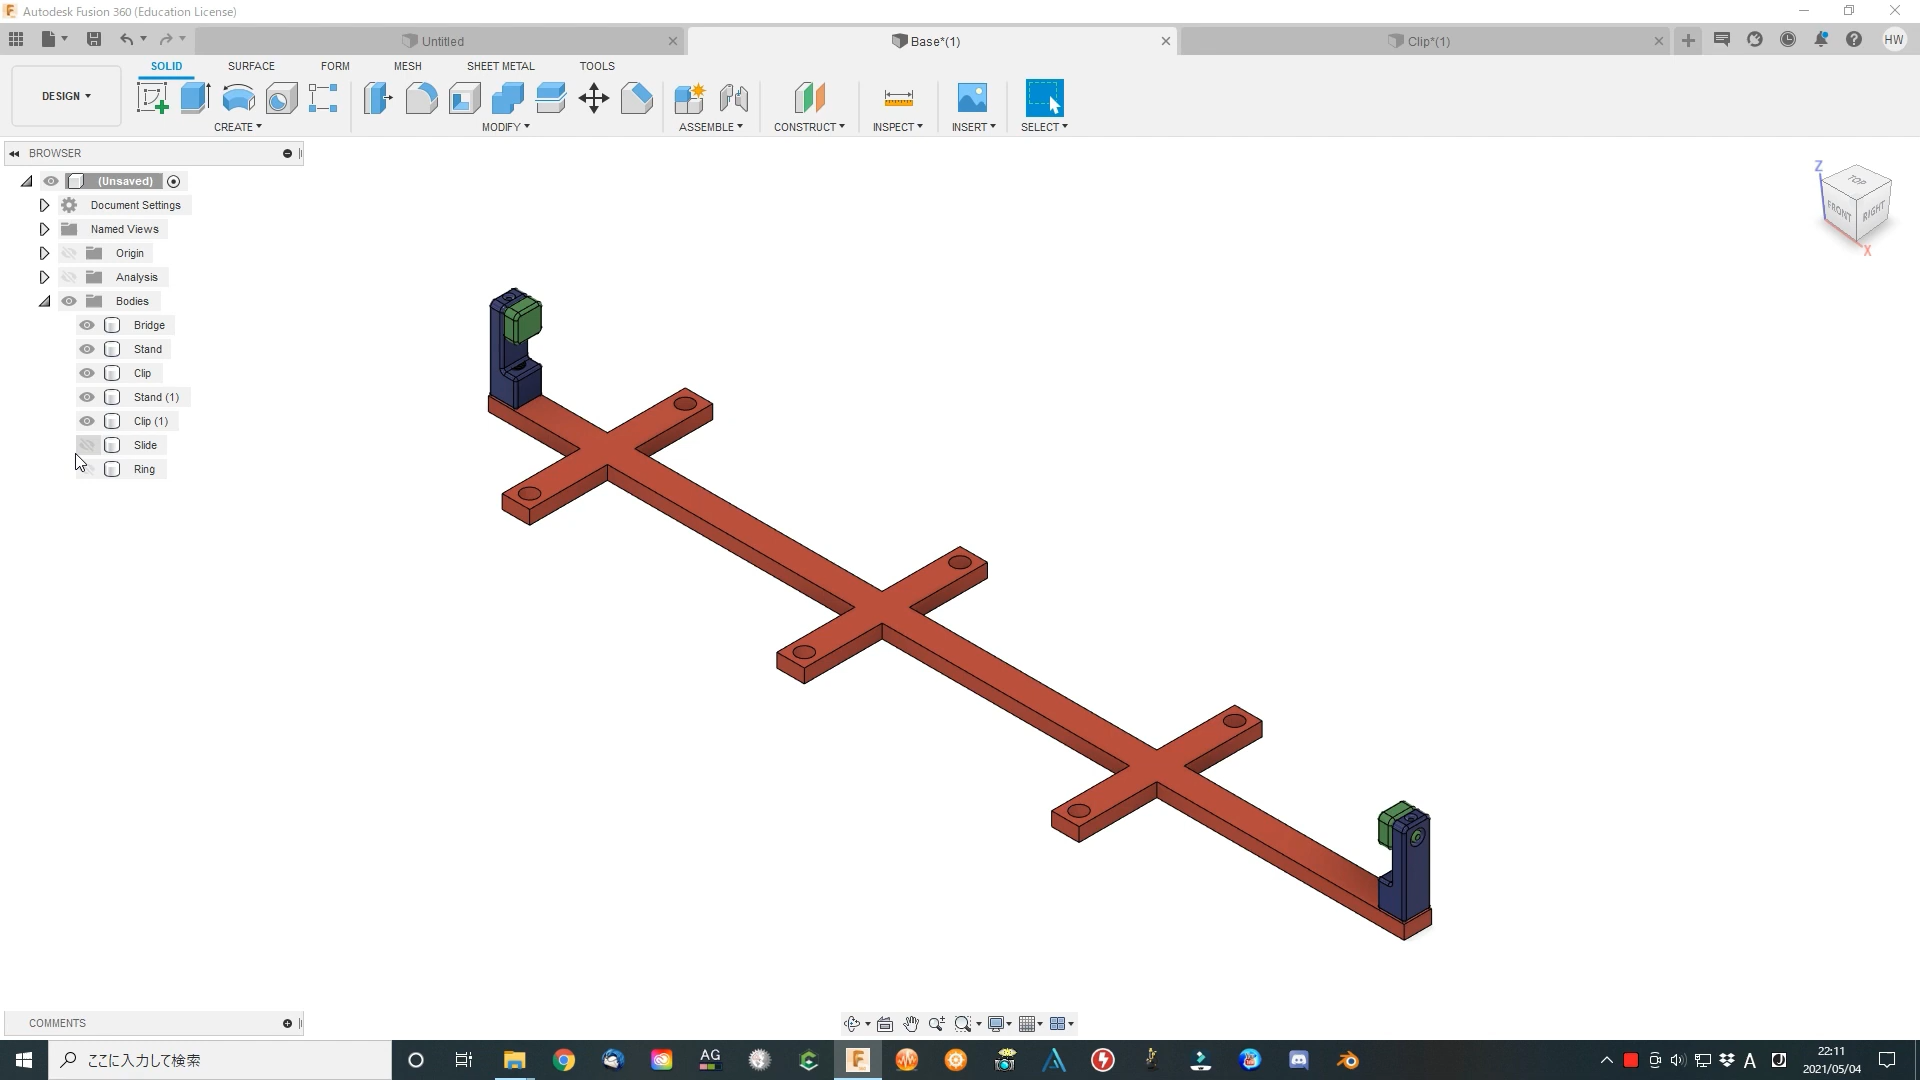 Autodesk Fusion 360 (Education License)
Untitled
Base*(1)
Clip*(1)
HW
DESIGN
SOLID
SURFACE
FORM
MESH
SHEET METAL
TOOLS
CREATE
MODIFY
ASSEMBLE
CONSTRUCT
INSPECT
INSERT
SELECT
BROWSER
(Unsaved)
Document Settings
Named Views
Origin
Analysis
Bodies
Bridge
Stand
Clip
Stand (1)
Clip (1)
Slide
Ring
Z
TOP
FRONT
RIGHT
X
COMMENTS
ここに入力して検索
AG
A
22:11
2021/05/04